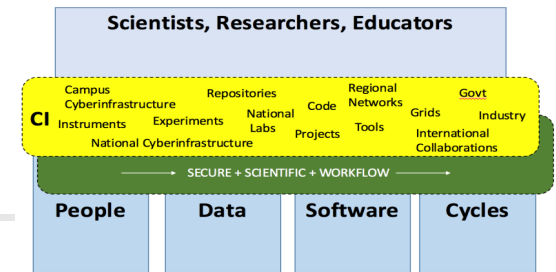 Scientists, Researchers, Educators
Campus
Cyberinfrastructure
Repositories
Regional
Networks
Govt
CI
Instruments
Experiments
National
Labs
Code
Projects
Tools
Grids
Industry
National Cyberinfrastructure
International
Collaborations
SECURE + SCIENTIFIC + WORKFLOW
People
Data
Software
Cycles